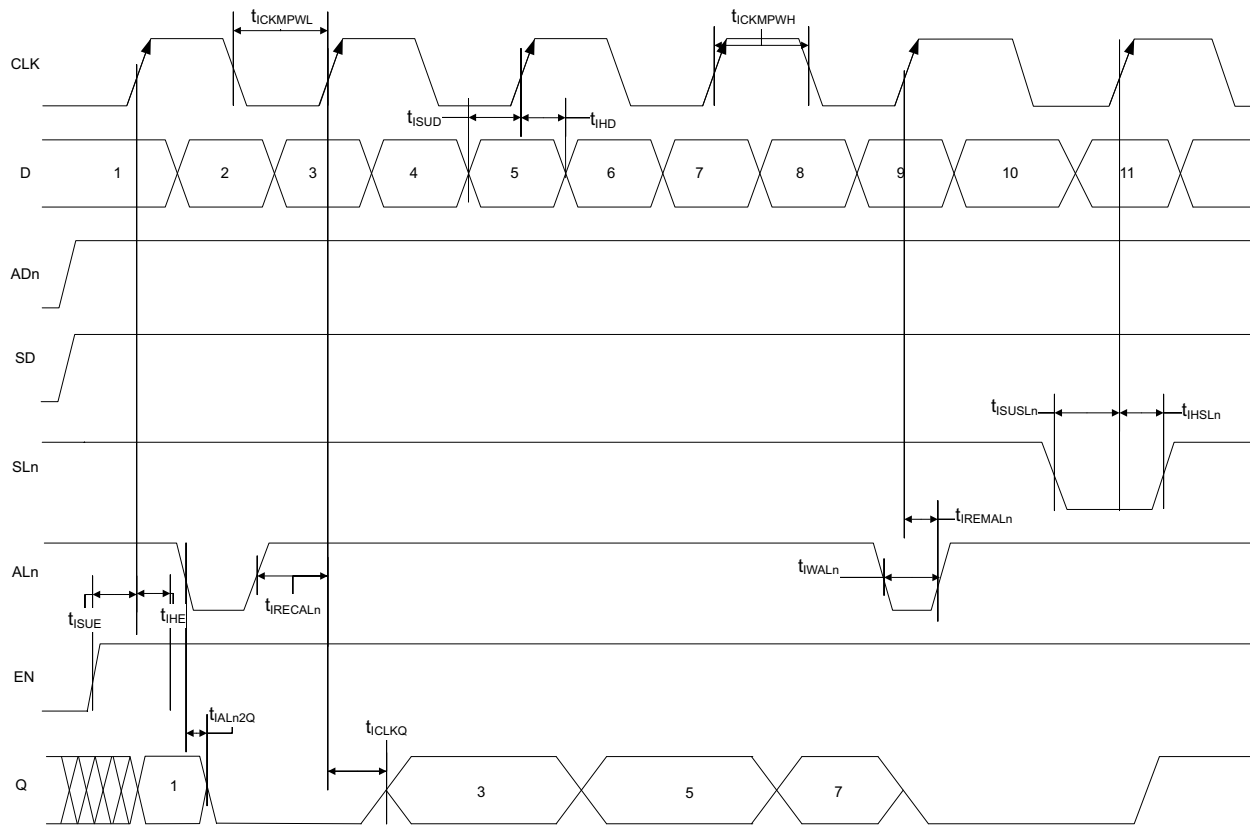 tICKMPWL
tICKMPWH
CLK
tISUD
tIHD
D
1 2 3 4 5 6 7 8 9 10 11
ADn
SD
tISUSLn
tIHSLn
SLn
tIREMALn
ALn
tIWALn
tISUE
tIHE
tIRECALn
EN
tIALn2Q
tICLKQ
Q
1 3 5 7